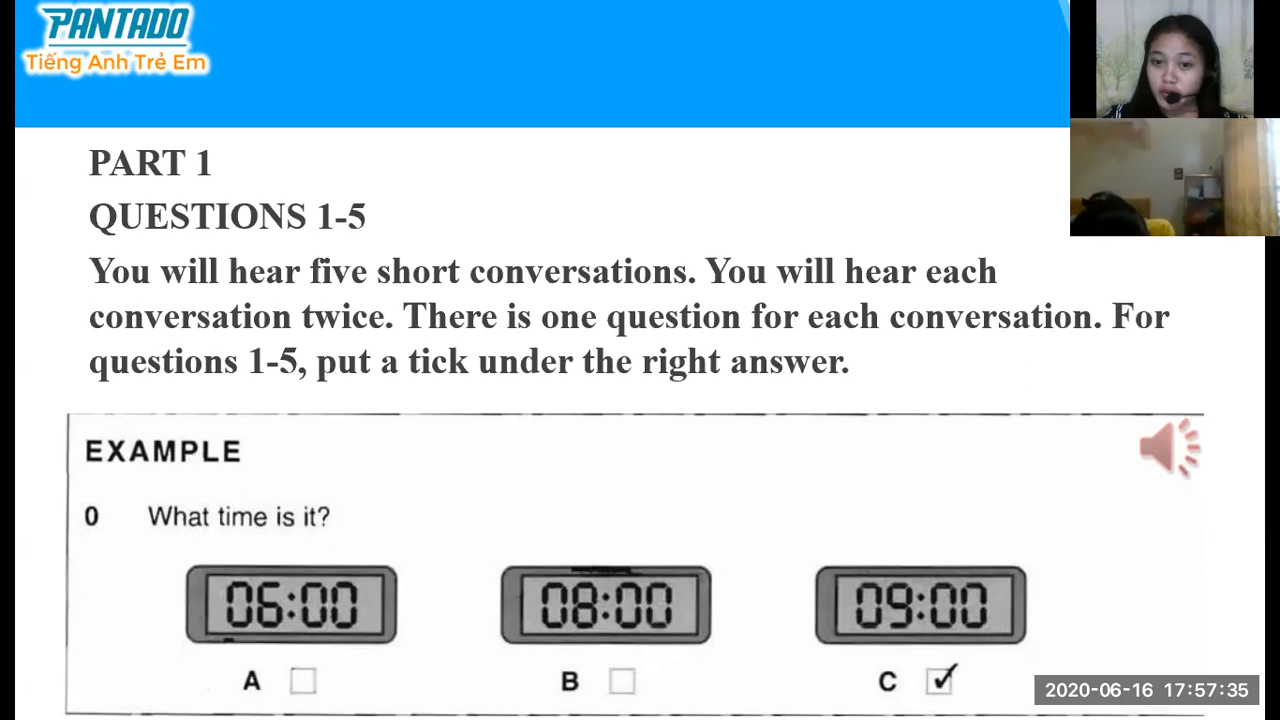 PANTADO
Tiếng Anh Trẻ Em
PART 1
QUESTIONS 1-5
You will hear five short conversations. You will hear each
conversation twice. There is one question for each conversation. For
questions 1-5, put a tick under the right answer.
EXAMPLE
0 What time is it?
06:00 08:00 09:00
A B C
2020-06-16 17:57:35